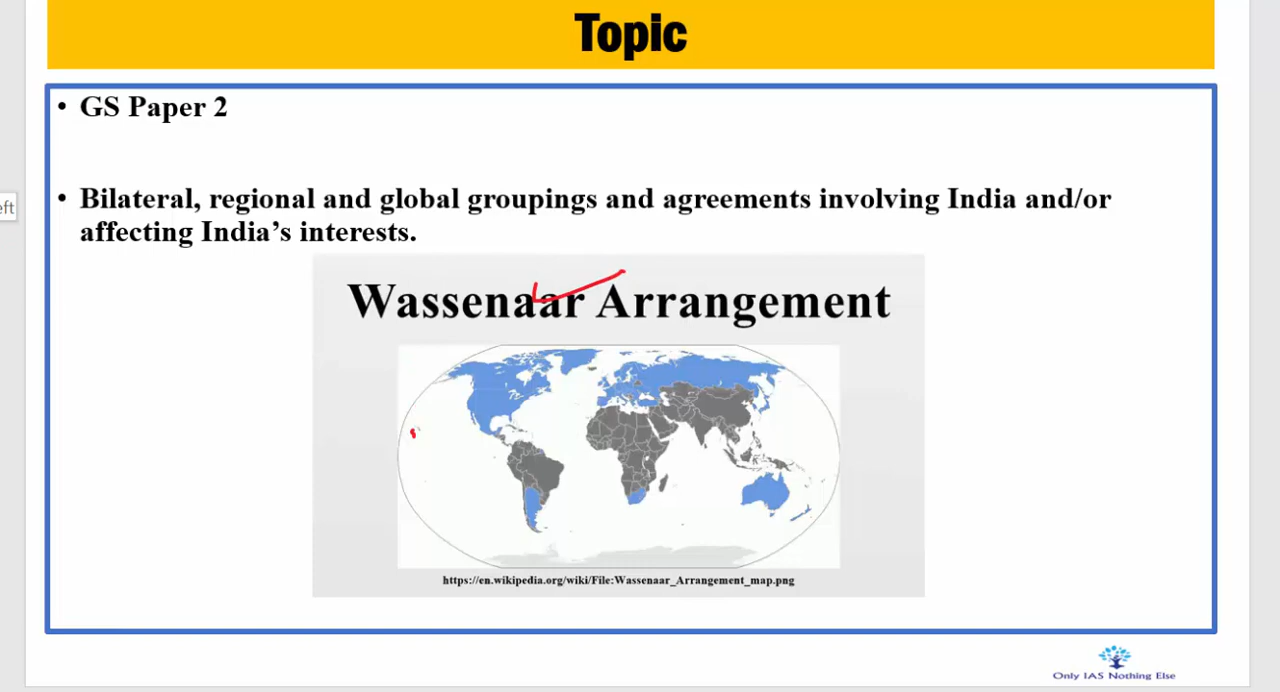 Topic
• GS Paper 2
• Bilateral, regional and global groupings and agreements involving India and/or
affecting India’s interests.
eft
Wassenaar Arrangement
https://en.wikipedia.org/wiki/File:Wassenaar_Arrangement_map.png
Only IAS Nothing Else